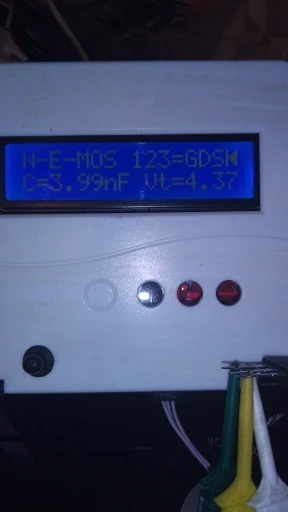 N-E-MOS 123=GDS
C=3.99nF Vt=4.37